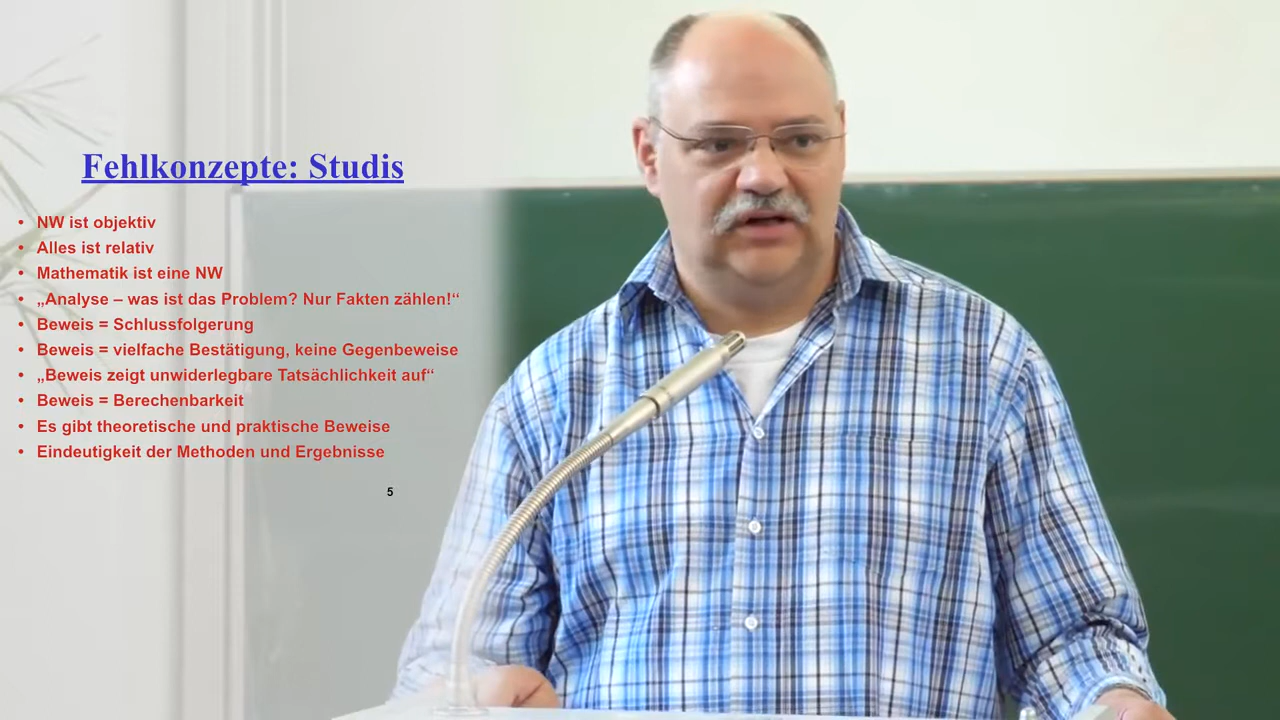 Fehlkonzepte: Studis
• NW ist objektiv
• Alles ist relativ
• Mathematik ist eine NW
• „Analyse – was ist das Problem? Nur Fakten zählen!“
• Beweis = Schlussfolgerung
• Beweis = vielfache Bestätigung, keine Gegenbeweise
• „Beweis zeigt unwiderlegbare Tatsächlichkeit auf“
• Beweis = Berechenbarkeit
• Es gibt theoretische und praktische Beweise
• Eindeutigkeit der Methoden und Ergebnisse
5